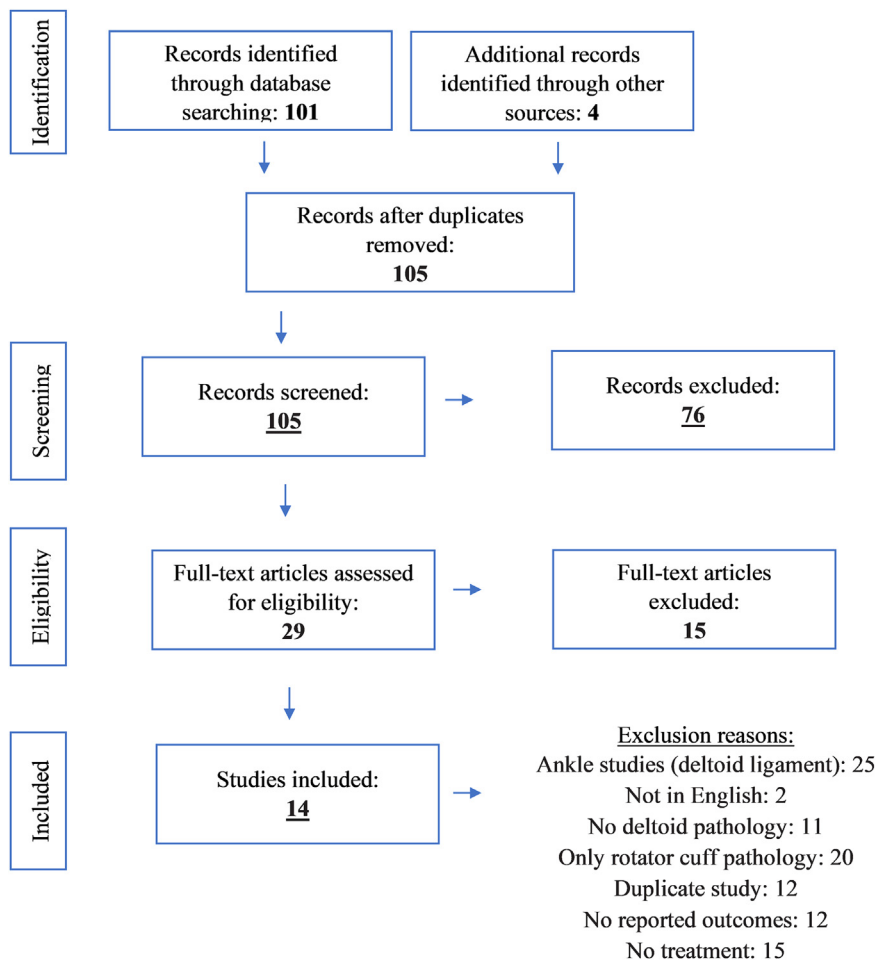 Identification
Records identified
through database
searching: 101
Additional records
identified through other
sources: 4
Records after duplicates
removed:
105
Screening
Records screened:
105
Records excluded:
76
Eligibility
Full-text articles assessed
for eligibility:
29
Full-text articles
excluded:
15
Included
Studies included:
14
Exclusion reasons:
Ankle studies (deltoid ligament): 25
Not in English: 2
No deltoid pathology: 11
Only rotator cuff pathology: 20
Duplicate study: 12
No reported outcomes: 12
No treatment: 15